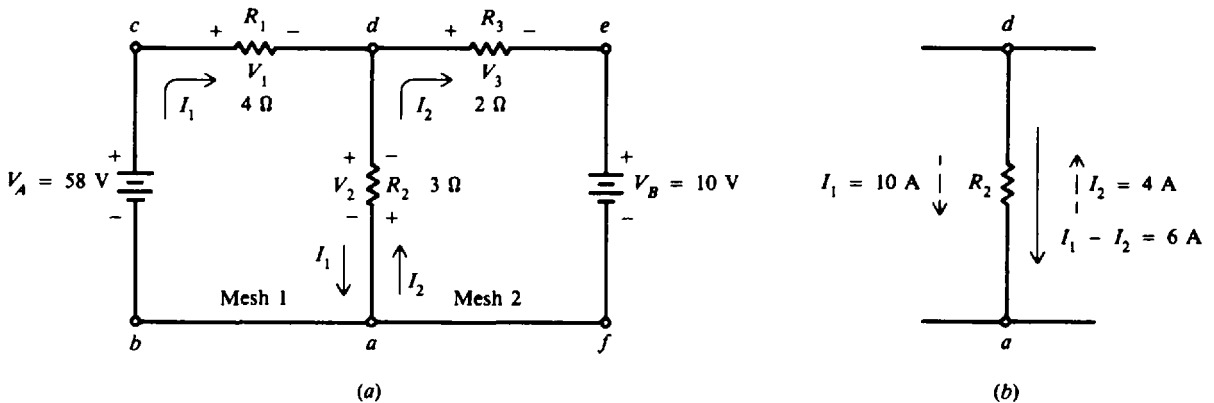 R1
R3
c
+ -
d
+ -
e
V1
V3
I1
4 Ω
I2
2 Ω
+
VA = 58 V
-
+ -
V2 R2 3 Ω
- +
+
VB = 10 V
-
I1
I2
Mesh 1
Mesh 2
b
a
f
(a)
d
I1 = 10 A
R2
I2 = 4 A
I1 - I2 = 6 A
a
(b)